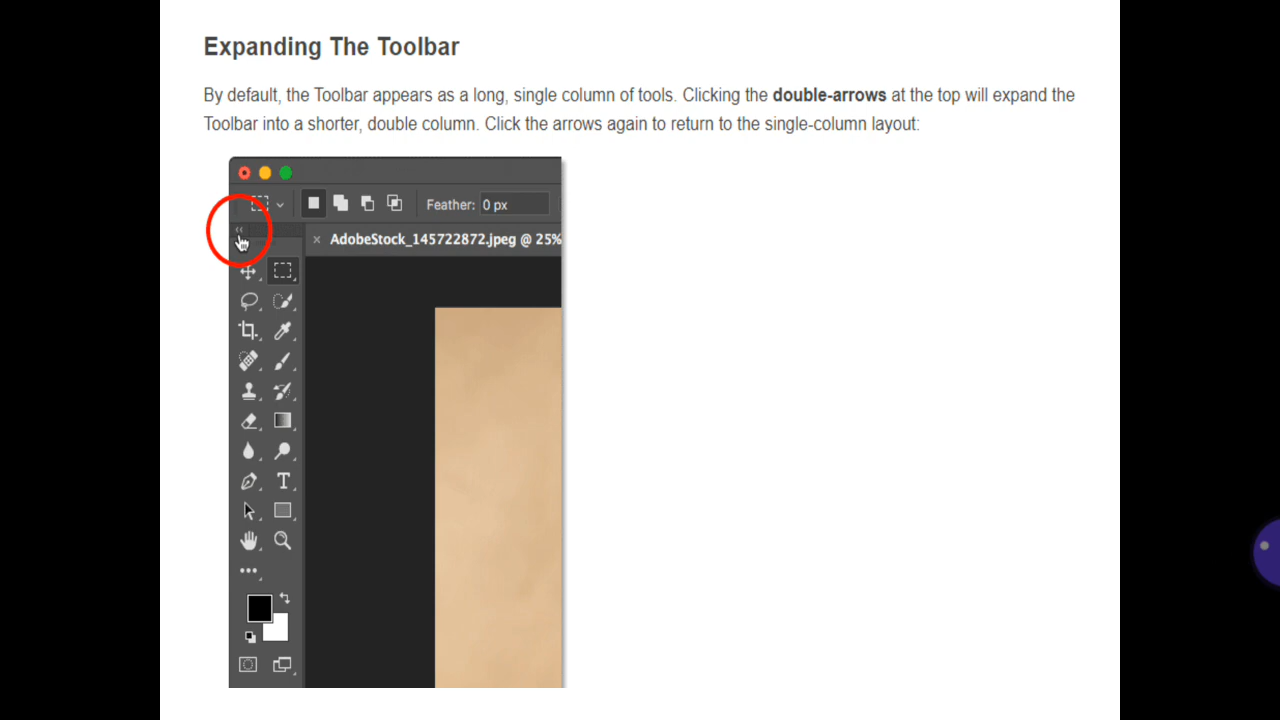 Expanding The Toolbar
By default, the Toolbar appears as a long, single column of tools. Clicking the double-arrows at the top will expand the
Toolbar into a shorter, double column. Click the arrows again to return to the single-column layout:
Feather: 0 px
× AdobeStock_145722872.jpeg @ 25%